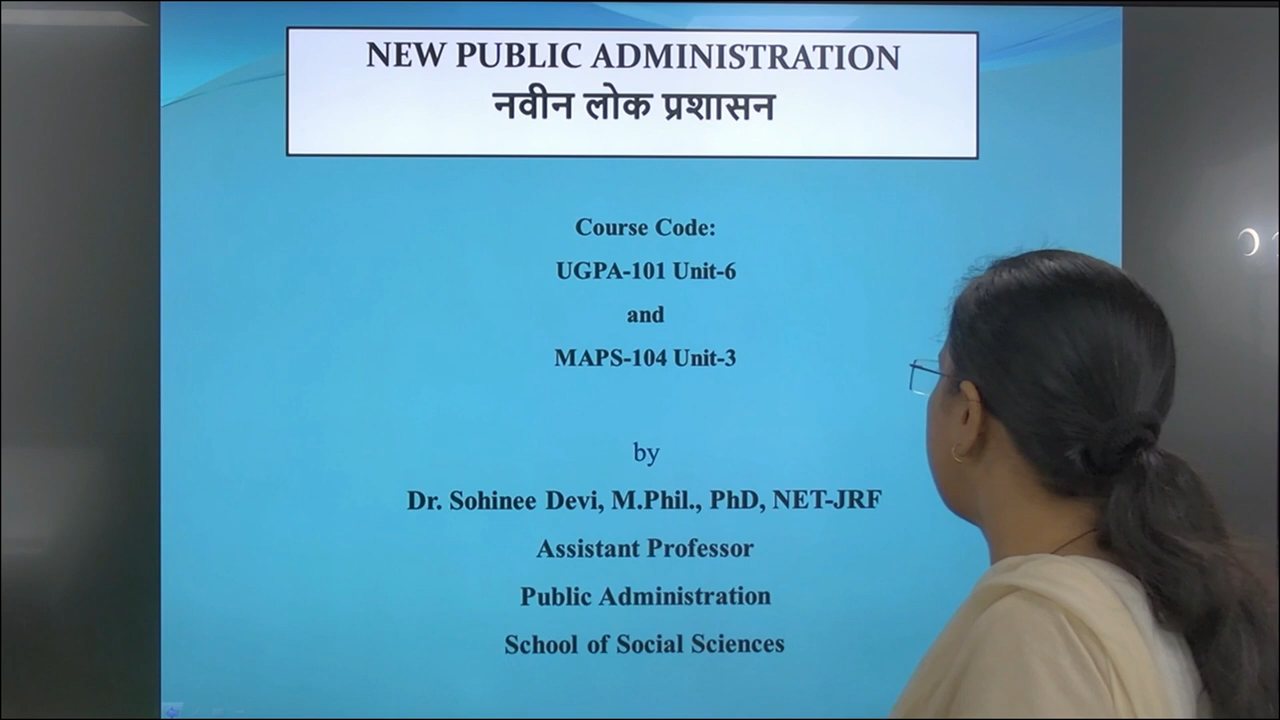 NEW PUBLIC ADMINISTRATION
नवीन लोक प्रशासन
Course Code:
UGPA-101 Unit-6
and
MAPS-104 Unit-3
by
Dr. Sohinee Devi, M.Phil., PhD, NET-JRF
Assistant Professor
Public Administration
School of Social Sciences